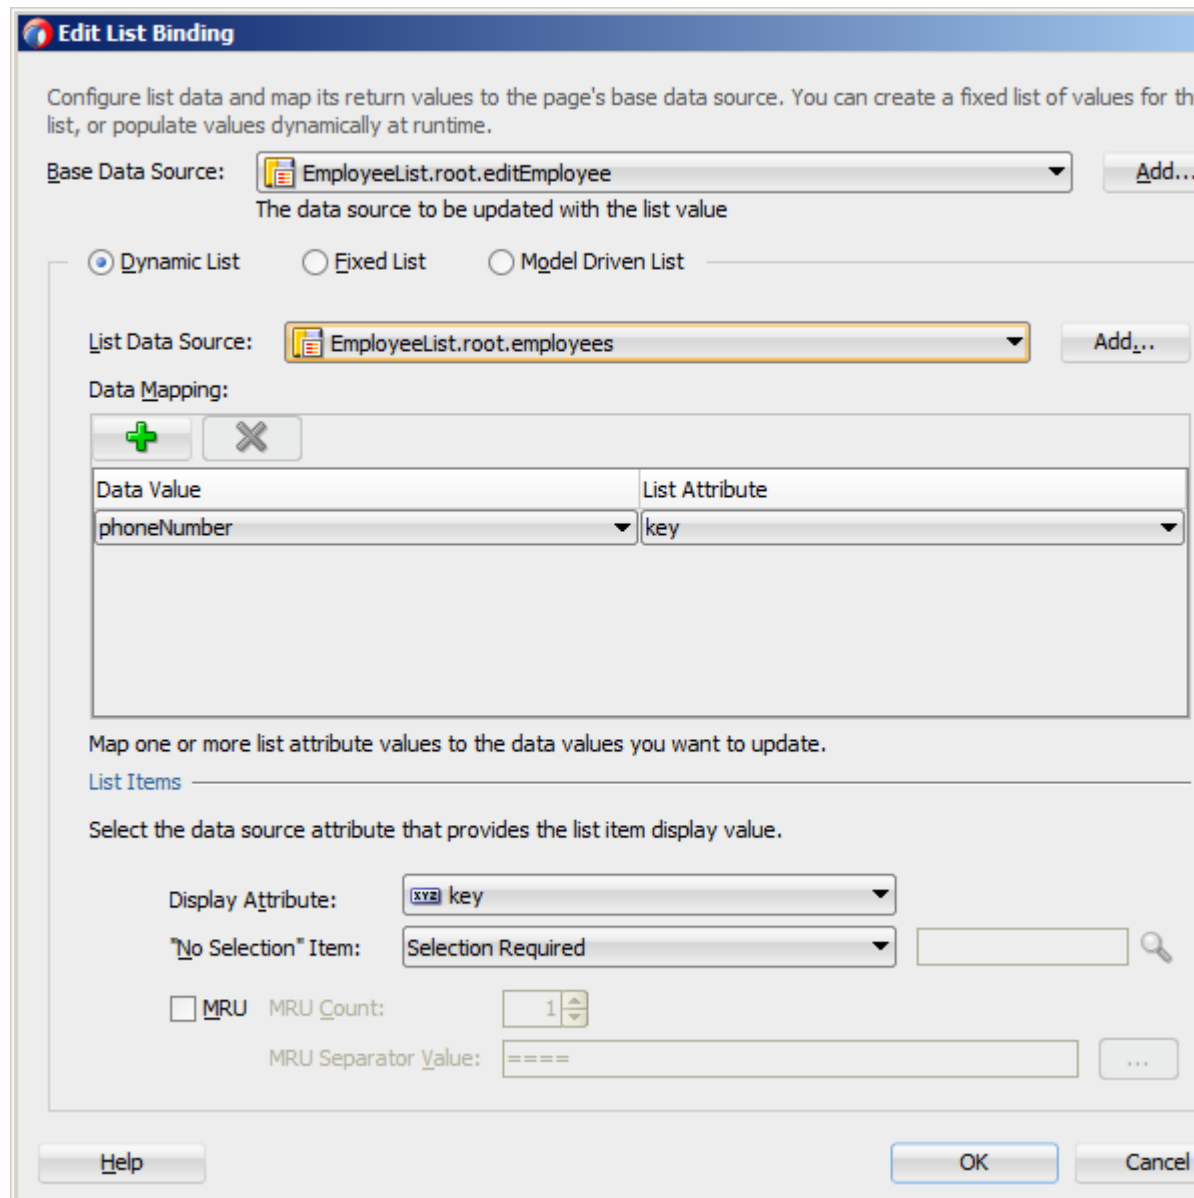 Edit List Binding
Configure list data and map its return values to the page's base data source. You can create a fixed list of values for th
list, or populate values dynamically at runtime.
Base Data Source: EmployeeList.root.editEmployee Add...
The data source to be updated with the list value
Dynamic List Fixed List Model Driven List
List Data Source: EmployeeList.root.employees Add...
Data Mapping:
Data Value List Attribute
phoneNumber key
Map one or more list attribute values to the data values you want to update.
List Items
Select the data source attribute that provides the list item display value.
Display Attribute: XYZ key
"No Selection" Item: Selection Required
MRU MRU Count: 1
MRU Separator Value: ====
...
Help OK Cancel